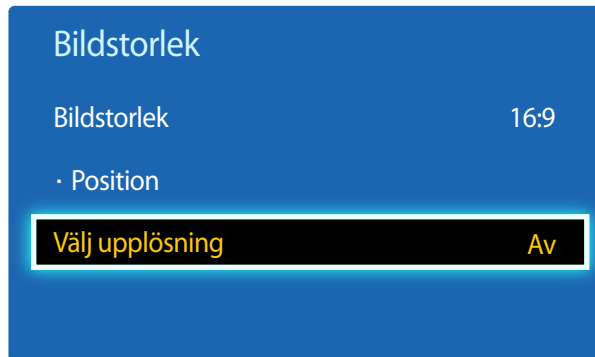 Bildstorlek
Bildstorlek 16:9
· Position
Välj upplösning Av